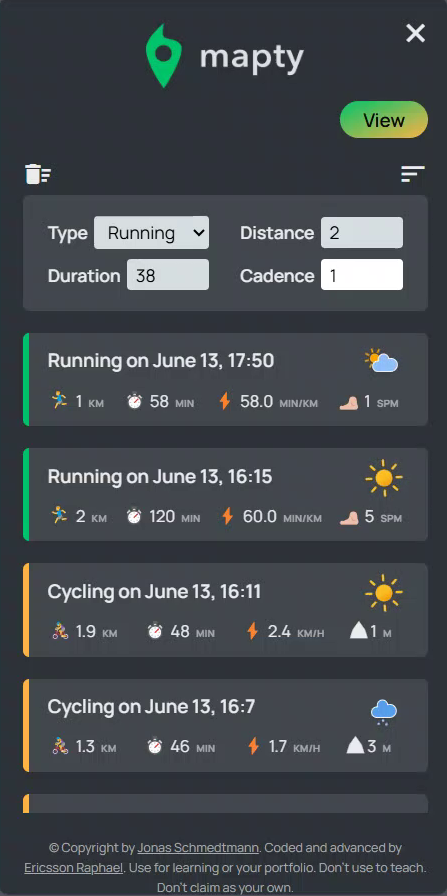 mapty
View
Type Running Distance 2
Duration 38 Cadence 1
Running on June 13, 17:50
1 KM 58 MIN 58.0 MIN/KM 1 SPM
Running on June 13, 16:15
2 KM 120 MIN 60.0 MIN/KM 5 SPM
Cycling on June 13, 16:11
1.9 KM 48 MIN 2.4 KM/H 1 M
Cycling on June 13, 16:7
1.3 KM 46 MIN 1.7 KM/H 3 M
© Copyright by Jonas Schmedtmann. Coded and advanced by
Ericsson Raphael. Use for learning or your portfolio. Don't use to teach.
Don't claim as your own.